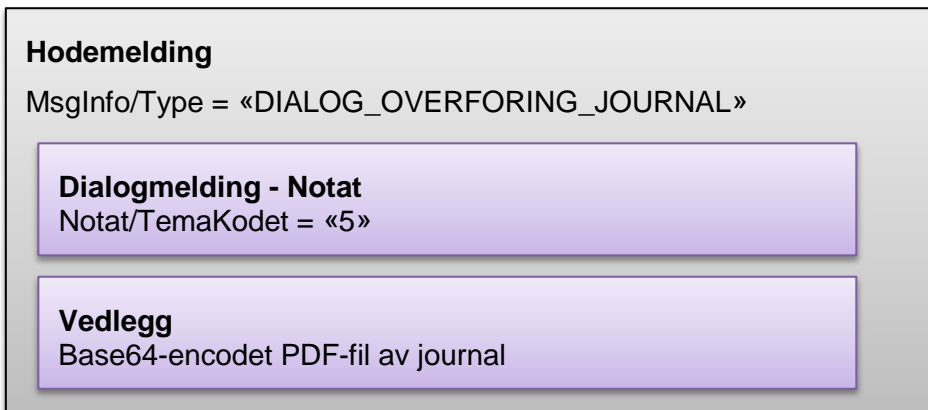 Hodemelding
MsgInfo/Type = «DIALOG_OVERFORING_JOURNAL»
Dialogmelding - Notat
Notat/TemaKodet = «5»
Vedlegg
Base64-encodet PDF-fil av journal